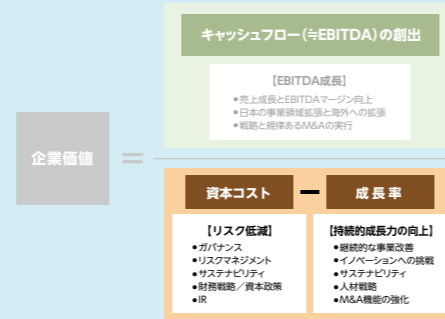 キャッシュフロー(≒EBITDA)の創出
【EBITDA成長】
●売上成長とEBITDAマージン向上
●日本の事業領域拡張と海外への拡張
●戦略と規律あるM&Aの実行
企業価値 =
資本コスト ー 成長率
【リスク低減】
●ガバナンス
●リスクマネジメント
●サステナビリティ
●財務戦略／資本政策
●IR
【持続的成長力の向上】
●継続的な事業改善
●イノベーションへの挑戦
●サステナビリティ
●人材戦略
●M&A機能の強化